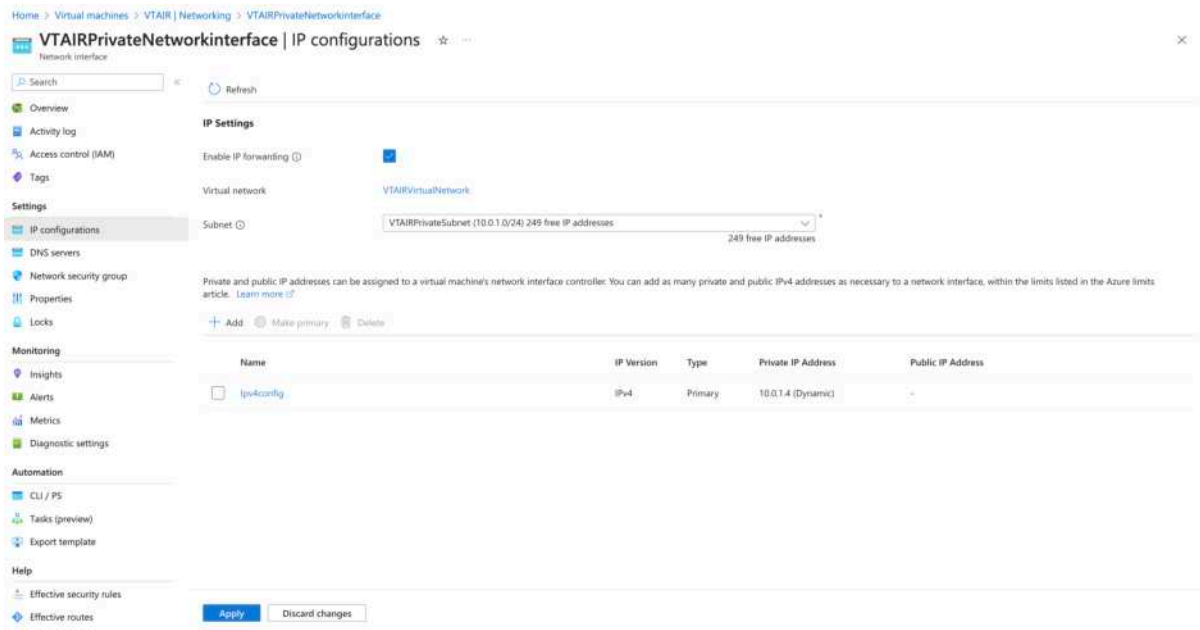 Home > Virtual machines > VTAIR | Networking > VTAIRPrivateNetworkinterface
VTAIRPrivateNetworkinterface | IP configurations
Network interface
Search
Overview
Activity log
Access control (IAM)
Tags
Settings
IP configurations
DNS servers
Network security group
Properties
Locks
Monitoring
Insights
Alerts
Metrics
Diagnostic settings
Automation
CLI / PS
Tasks (preview)
Export template
Help
Effective security rules
Effective routes
Refresh
IP Settings
Enable IP forwarding
Virtual network VTAIRVirtualNetwork
Subnet VTAIRPrivateSubnet (10.0.1.0/24) 249 free IP addresses *
249 free IP addresses
Private and public IP addresses can be assigned to a virtual machine's network interface controller. You can add as many private and public IPv4 addresses as necessary to a network interface, within the limits listed in the Azure limits
article. Learn more
+ Add Make primary Delete
Name IP Version Type Private IP Address Public IP Address
Ipv4config IPv4 Primary 10.0.1.4 (Dynamic) -
Apply Discard changes